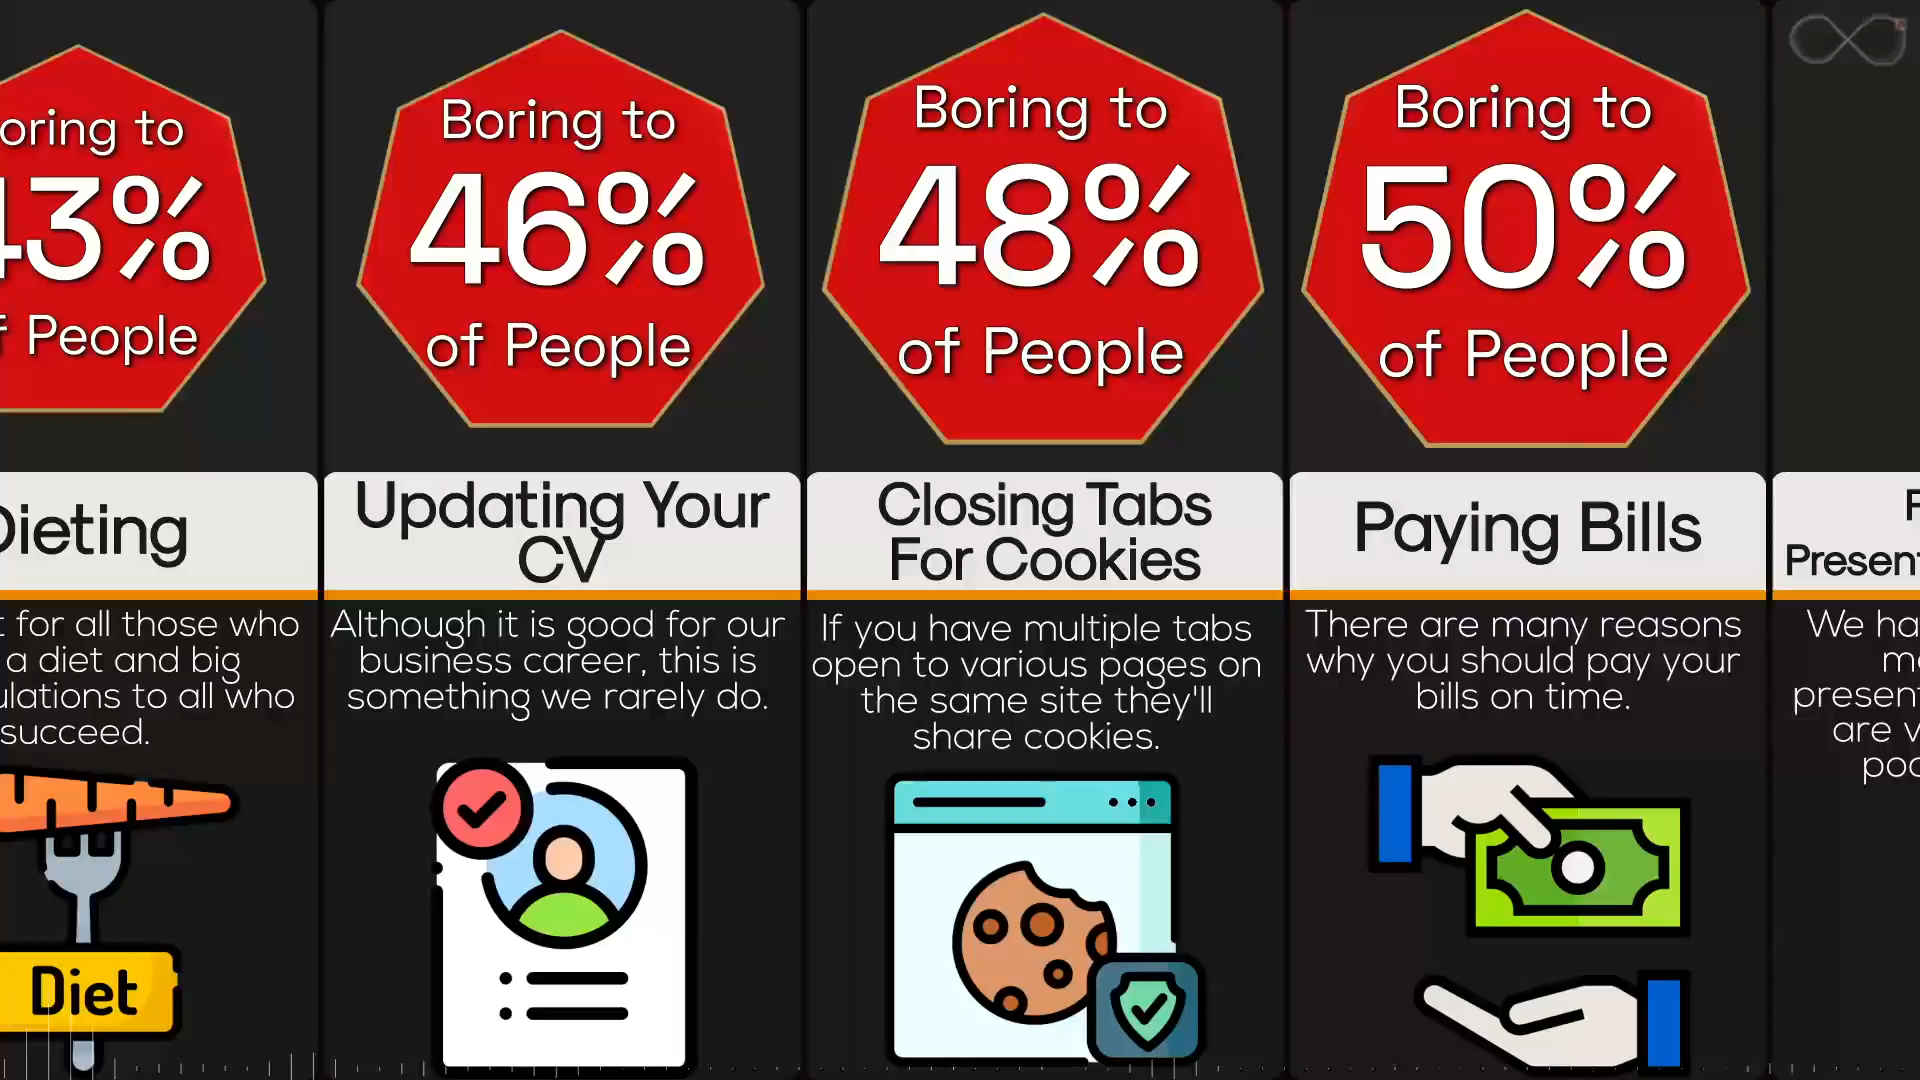 oring to
43%
f People
Dieting
t for all those who
a diet and big
ulations to all who
succeed.
Diet
Boring to
46%
of People
Updating Your
CV
Although it is good for our
business career, this is
something we rarely do.
Boring to
48%
of People
Closing Tabs
For Cookies
If you have multiple tabs
open to various pages on
the same site they'll
share cookies.
Boring to
50%
of People
Paying Bills
There are many reasons
why you should pay your
bills on time.
Present
We ha
me
present
are v
poo